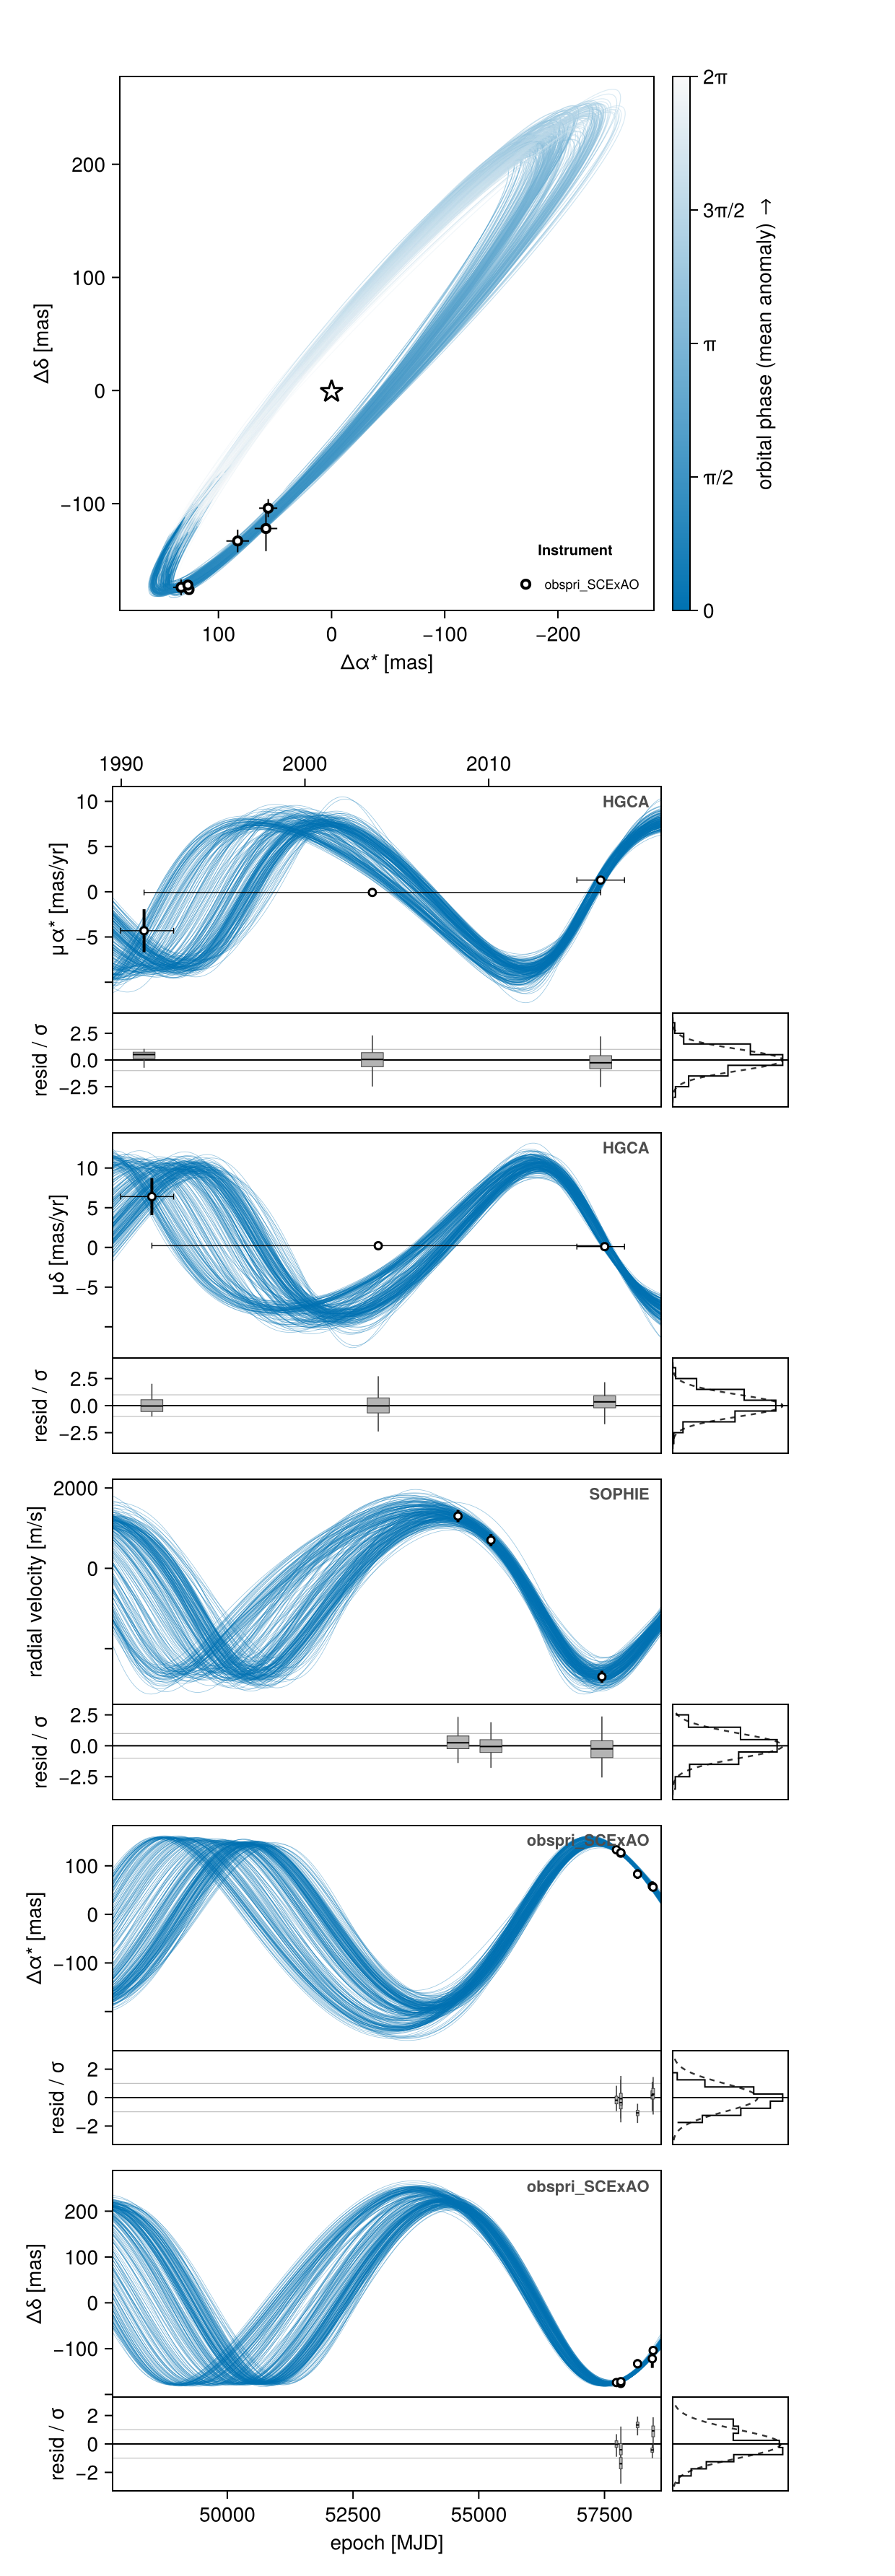 200
100
0
−100
Δδ [mas]
100
0
−100
−200
Δα* [mas]
Instrument
obspri_SCExAO
2π
3π/2
π
π/2
0
orbital phase (mean anomaly) →
1990
2000
2010
10
5
0
−5
μα* [mas/yr]
HGCA
2.5
0.0
−2.5
resid / σ
10
5
0
−5
μδ [mas/yr]
HGCA
2.5
0.0
−2.5
resid / σ
2000
0
radial velocity [m/s]
SOPHIE
2.5
0.0
−2.5
resid / σ
100
0
−100
Δα* [mas]
obspri_SCExAO
2
0
−2
resid / σ
200
100
0
−100
Δδ [mas]
obspri_SCExAO
2
0
−2
resid / σ
50000
52500
55000
57500
epoch [MJD]